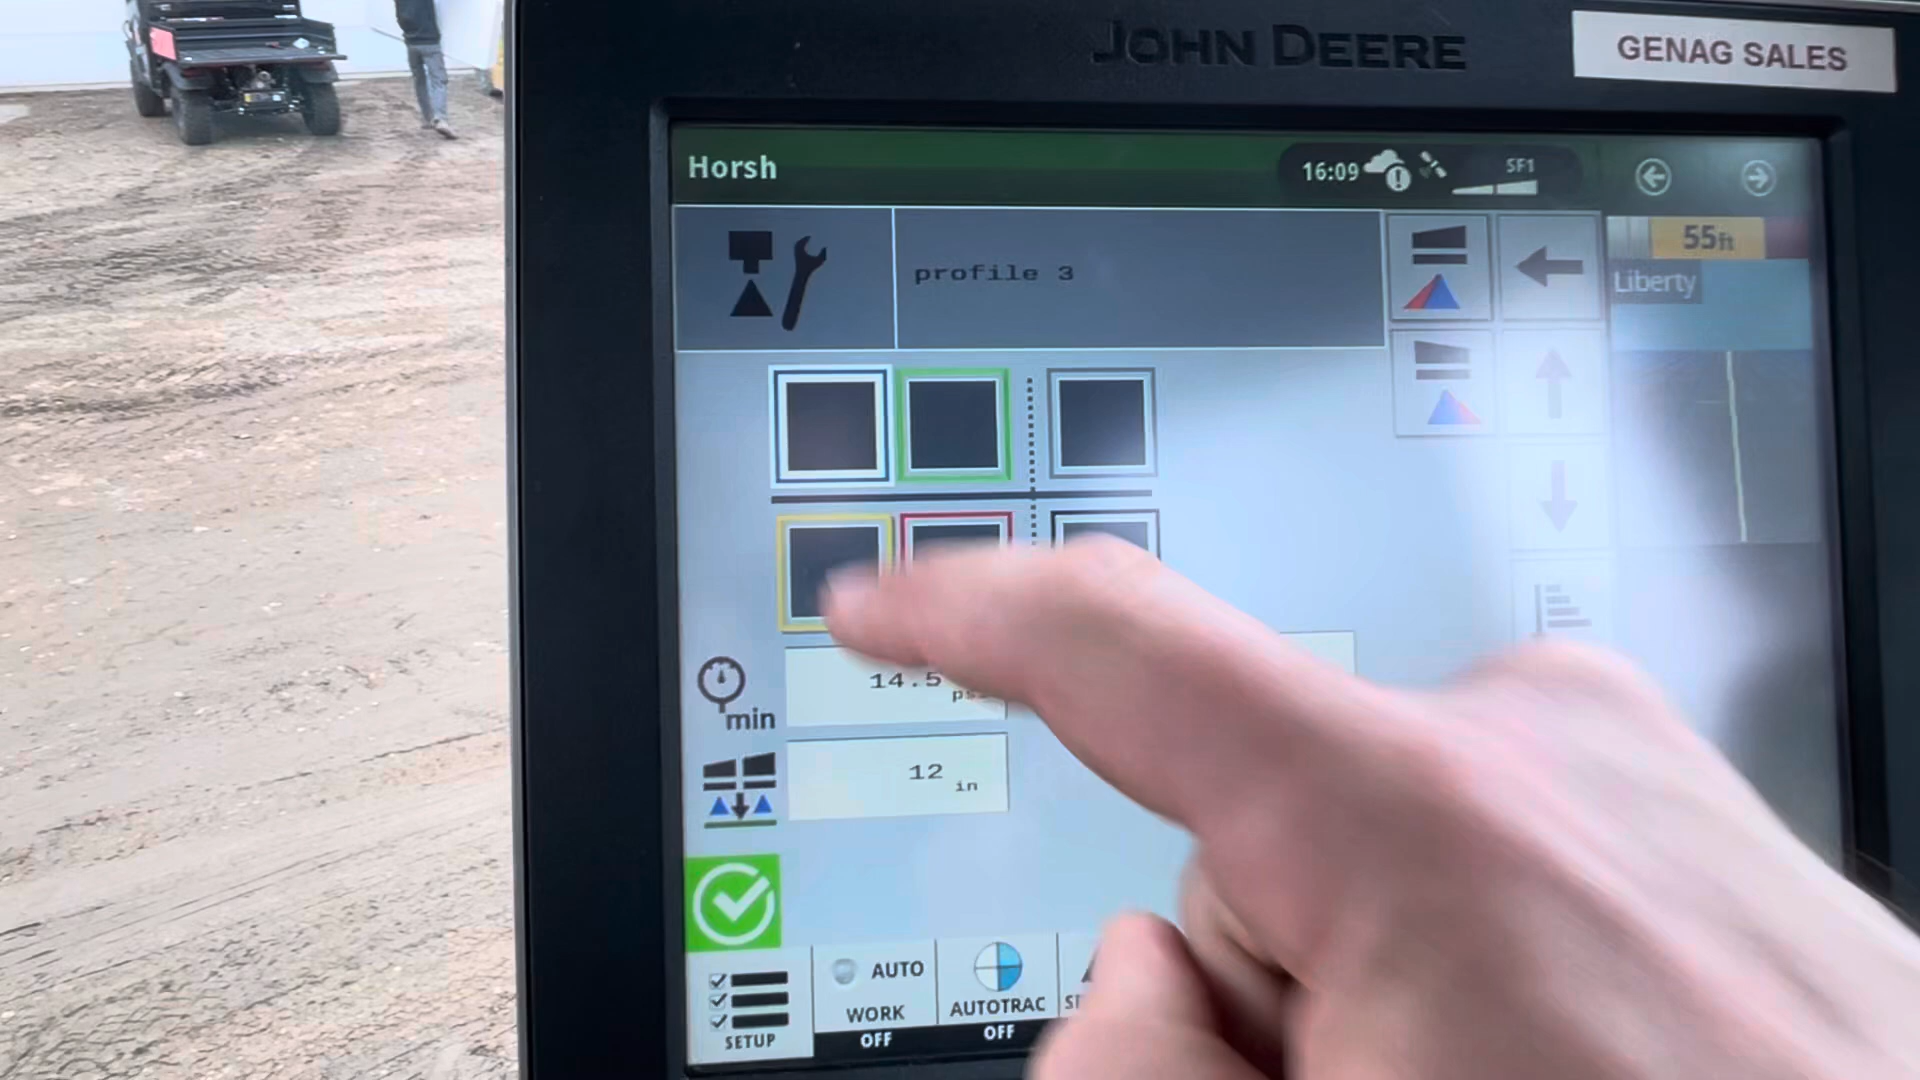 JOHN DEERE
GENAG SALES
Horsh
16:09
SF1
profile 3
55ft
Liberty
14.5
min
12
in
AUTO
WORK
OFF
AUTOTRAC
OFF
SETUP